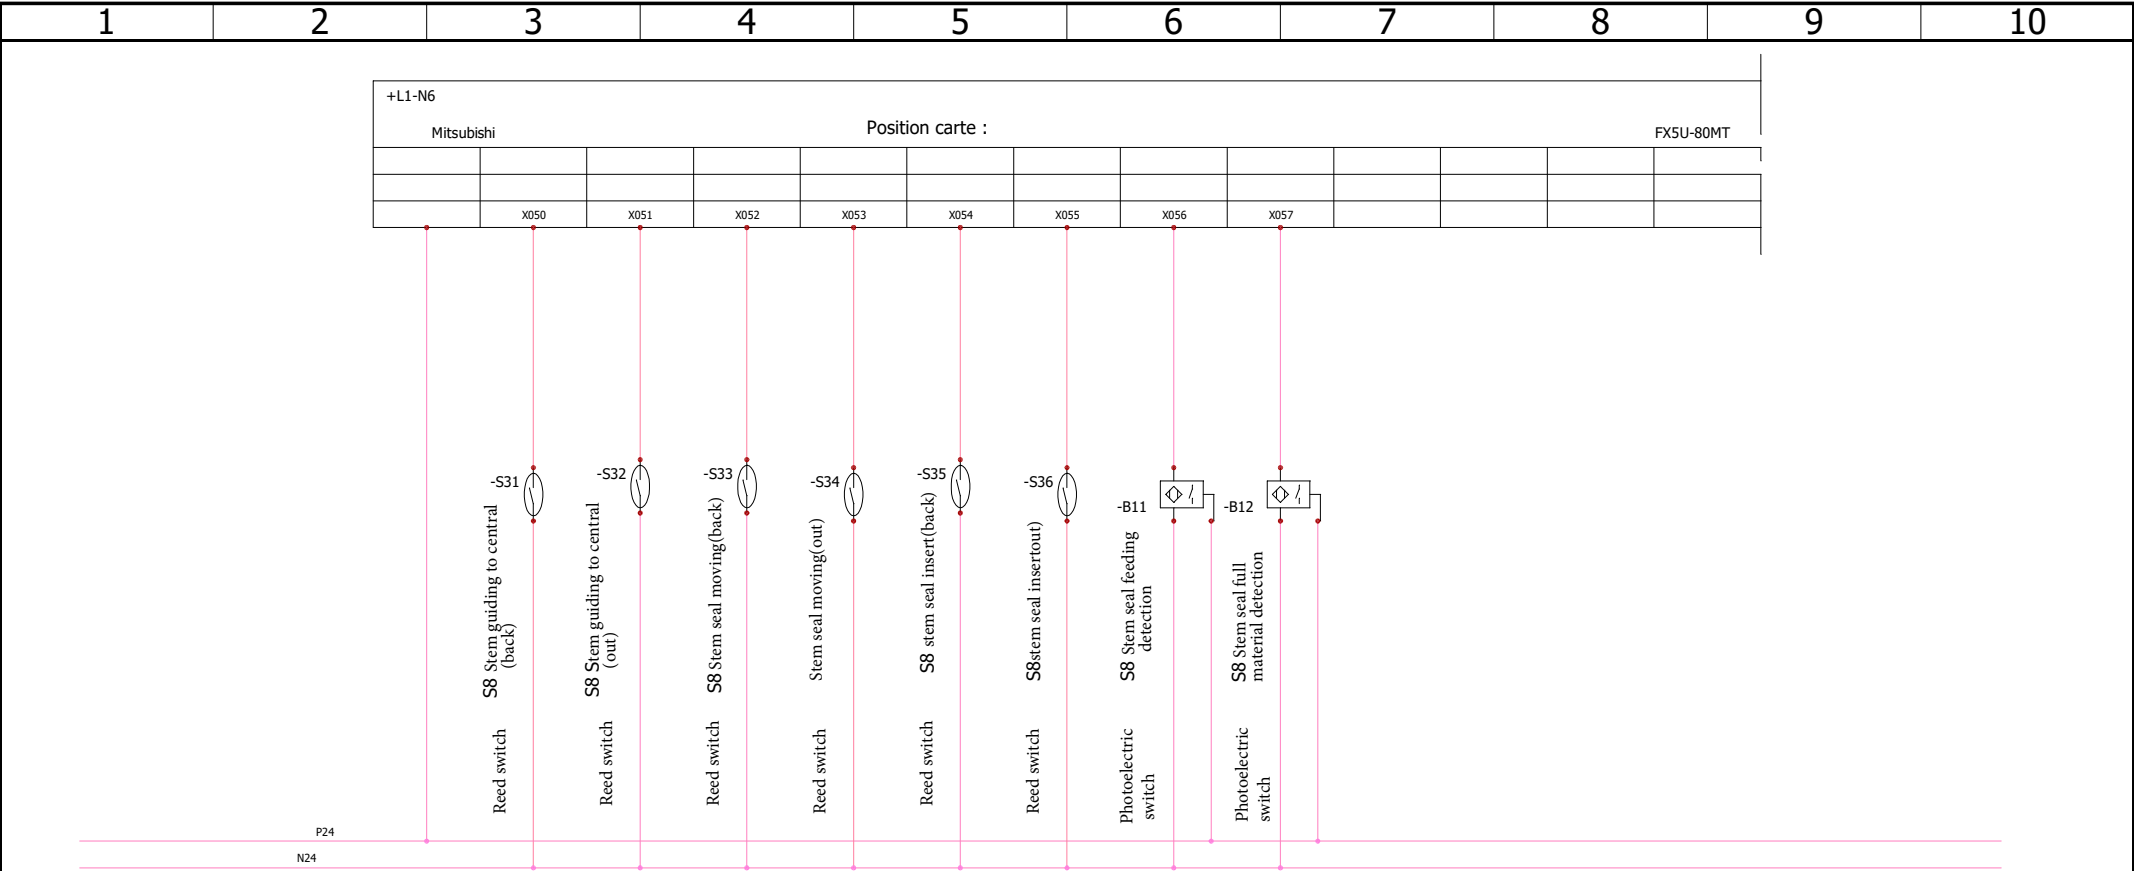 1 2 3 4 5 6 7 8 9 10
+L1-N6
Mitsubishi Position carte : FX5U-80MT
X050 X051 X052 X053 X054 X055 X056 X057
-S31
S8 Stem guiding to central
(back)
Reed switch
-S32
S8 Stem guiding to central
(out)
Reed switch
-S33
S8 Stem seal moving(back)
Reed switch
-S34
Stem seal moving(out)
Reed switch
-S35
S8 stem seal insert(back)
Reed switch
-S36
S8stem seal insertout)
Reed switch
-B11
S8 Stem seal feeding
detection
Photoelectric
switch
-B12
S8 Stem seal full
material detection
Photoelectric
switch
P24
N24